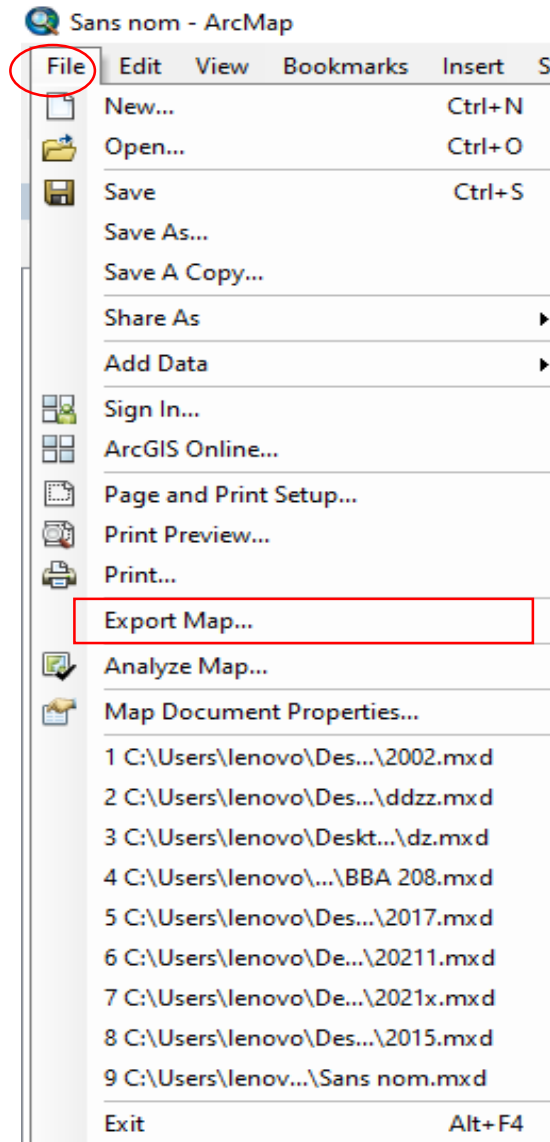 Sans nom - ArcMap
File Edit View Bookmarks Insert S
New... Ctrl+N
Open... Ctrl+O
Save Ctrl+S
Save As...
Save A Copy...
Share As
Add Data
Sign In...
ArcGIS Online...
Page and Print Setup...
Print Preview...
Print...
Export Map...
Analyze Map...
Map Document Properties...
1 C:\Users\lenovo\Des...\2002.mxd
2 C:\Users\lenovo\Des...\ddzz.mxd
3 C:\Users\lenovo\Deskt...\dz.mxd
4 C:\Users\lenovo\...\BBA 208.mxd
5 C:\Users\lenovo\Des...\2017.mxd
6 C:\Users\lenovo\De...\20211.mxd
7 C:\Users\lenovo\De...\2021x.mxd
8 C:\Users\lenovo\Des...\2015.mxd
9 C:\Users\lenov...\Sans nom.mxd
Exit Alt+F4